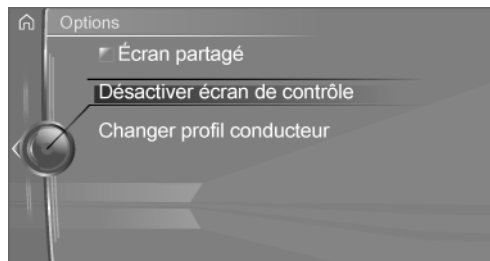 Options
Écran partagé
Désactiver écran de contrôle
Changer profil conducteur